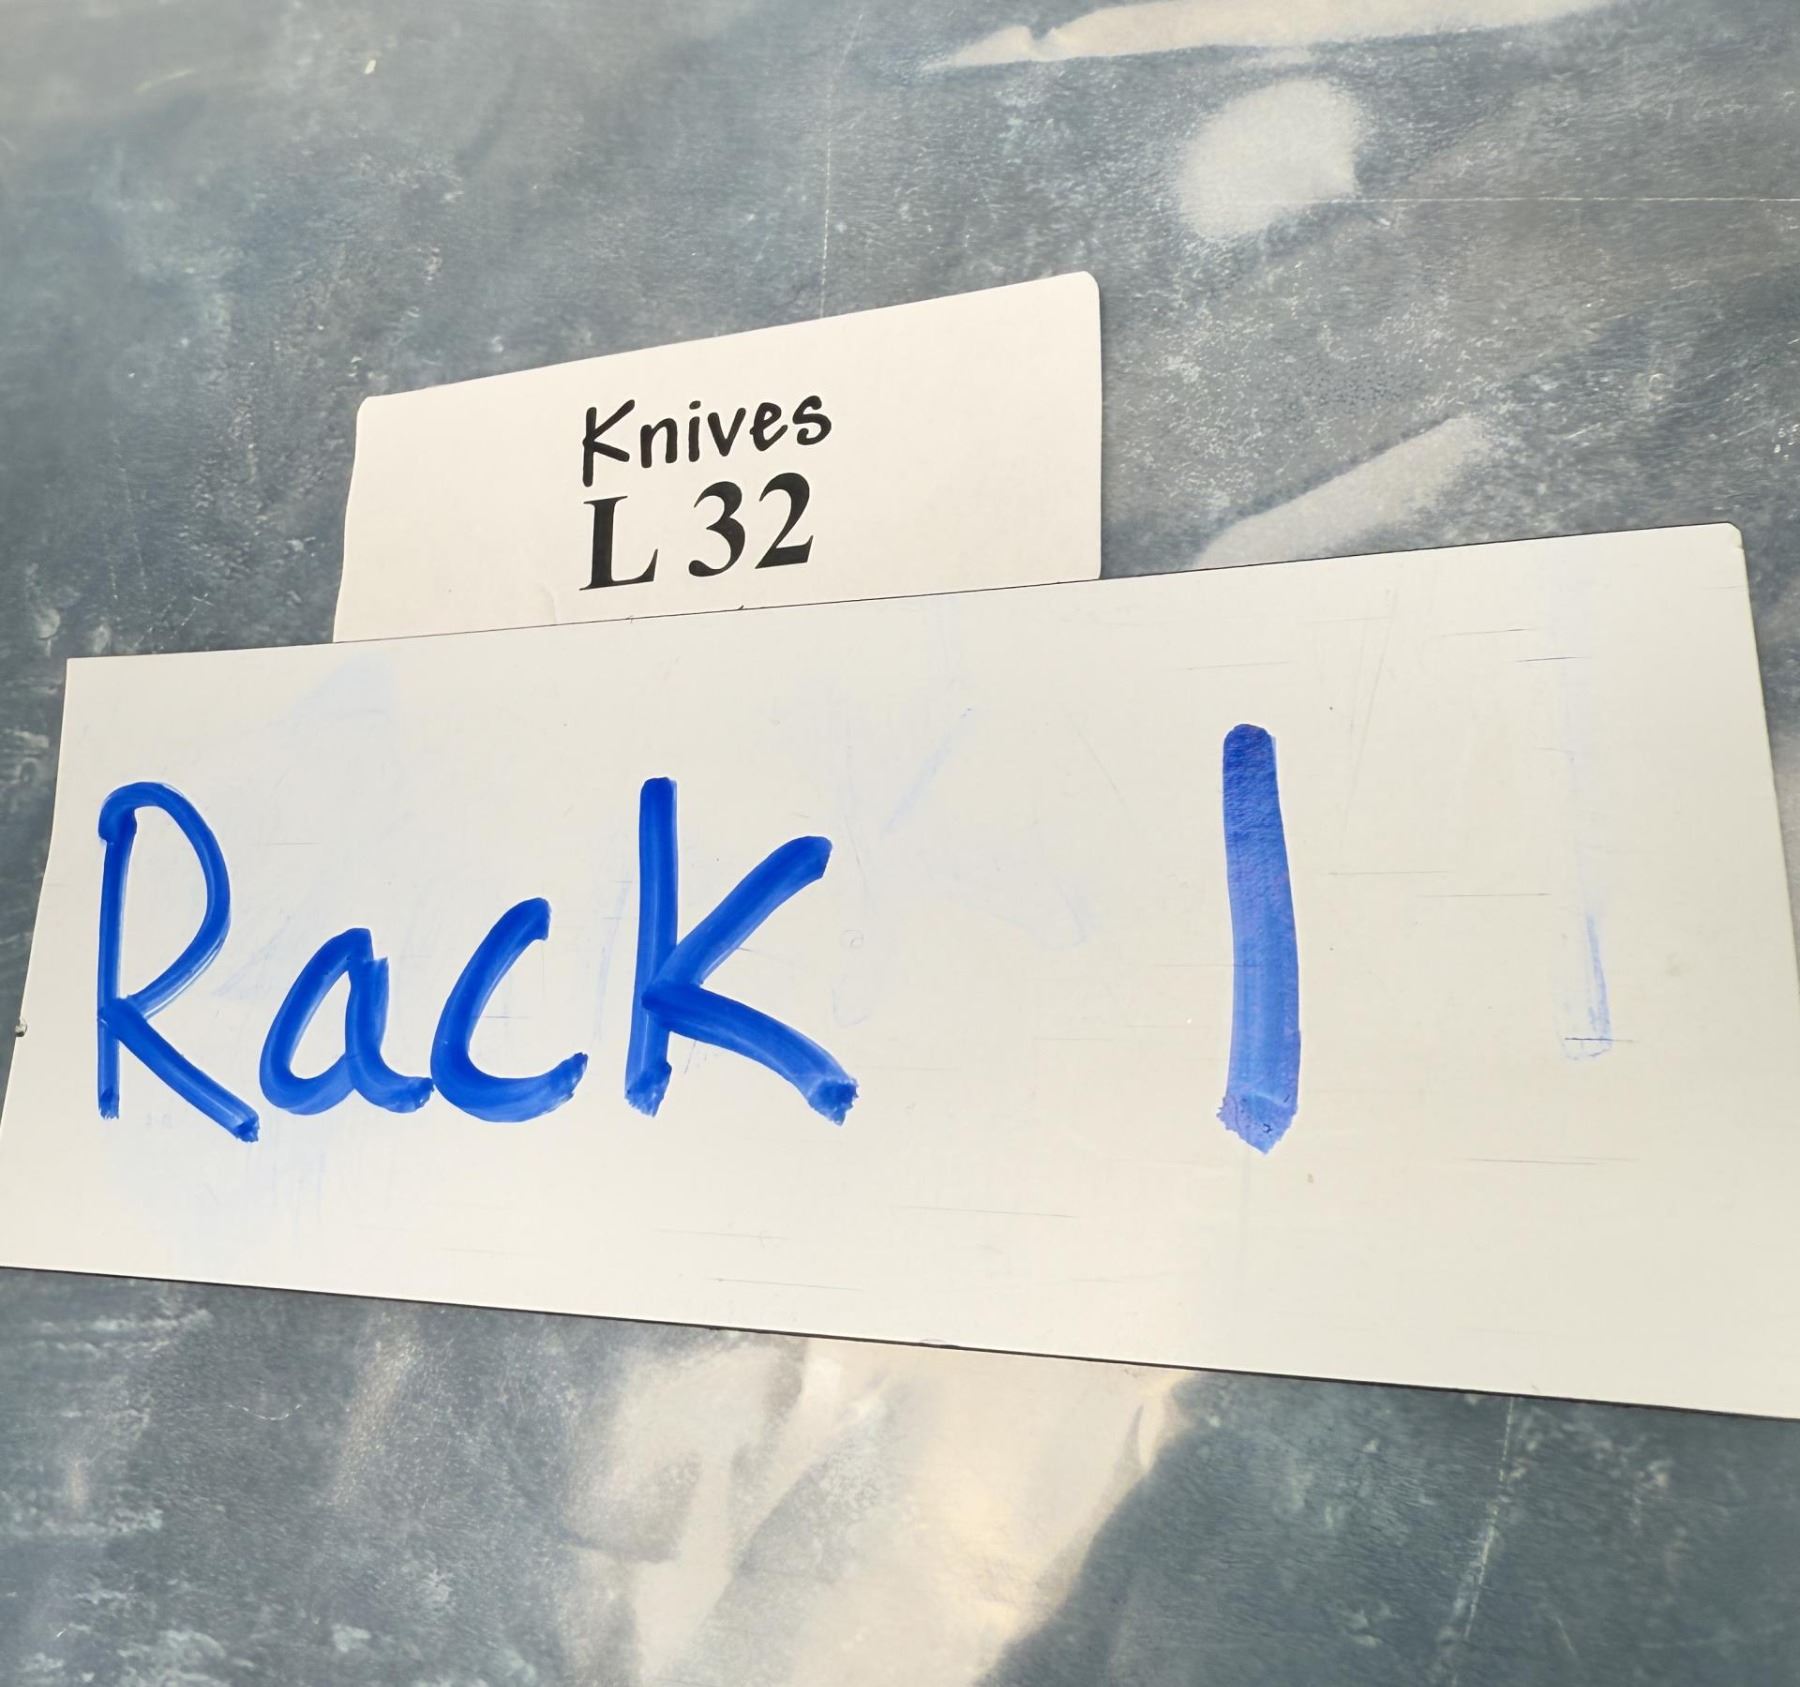 Knives
L 32
Rack 1